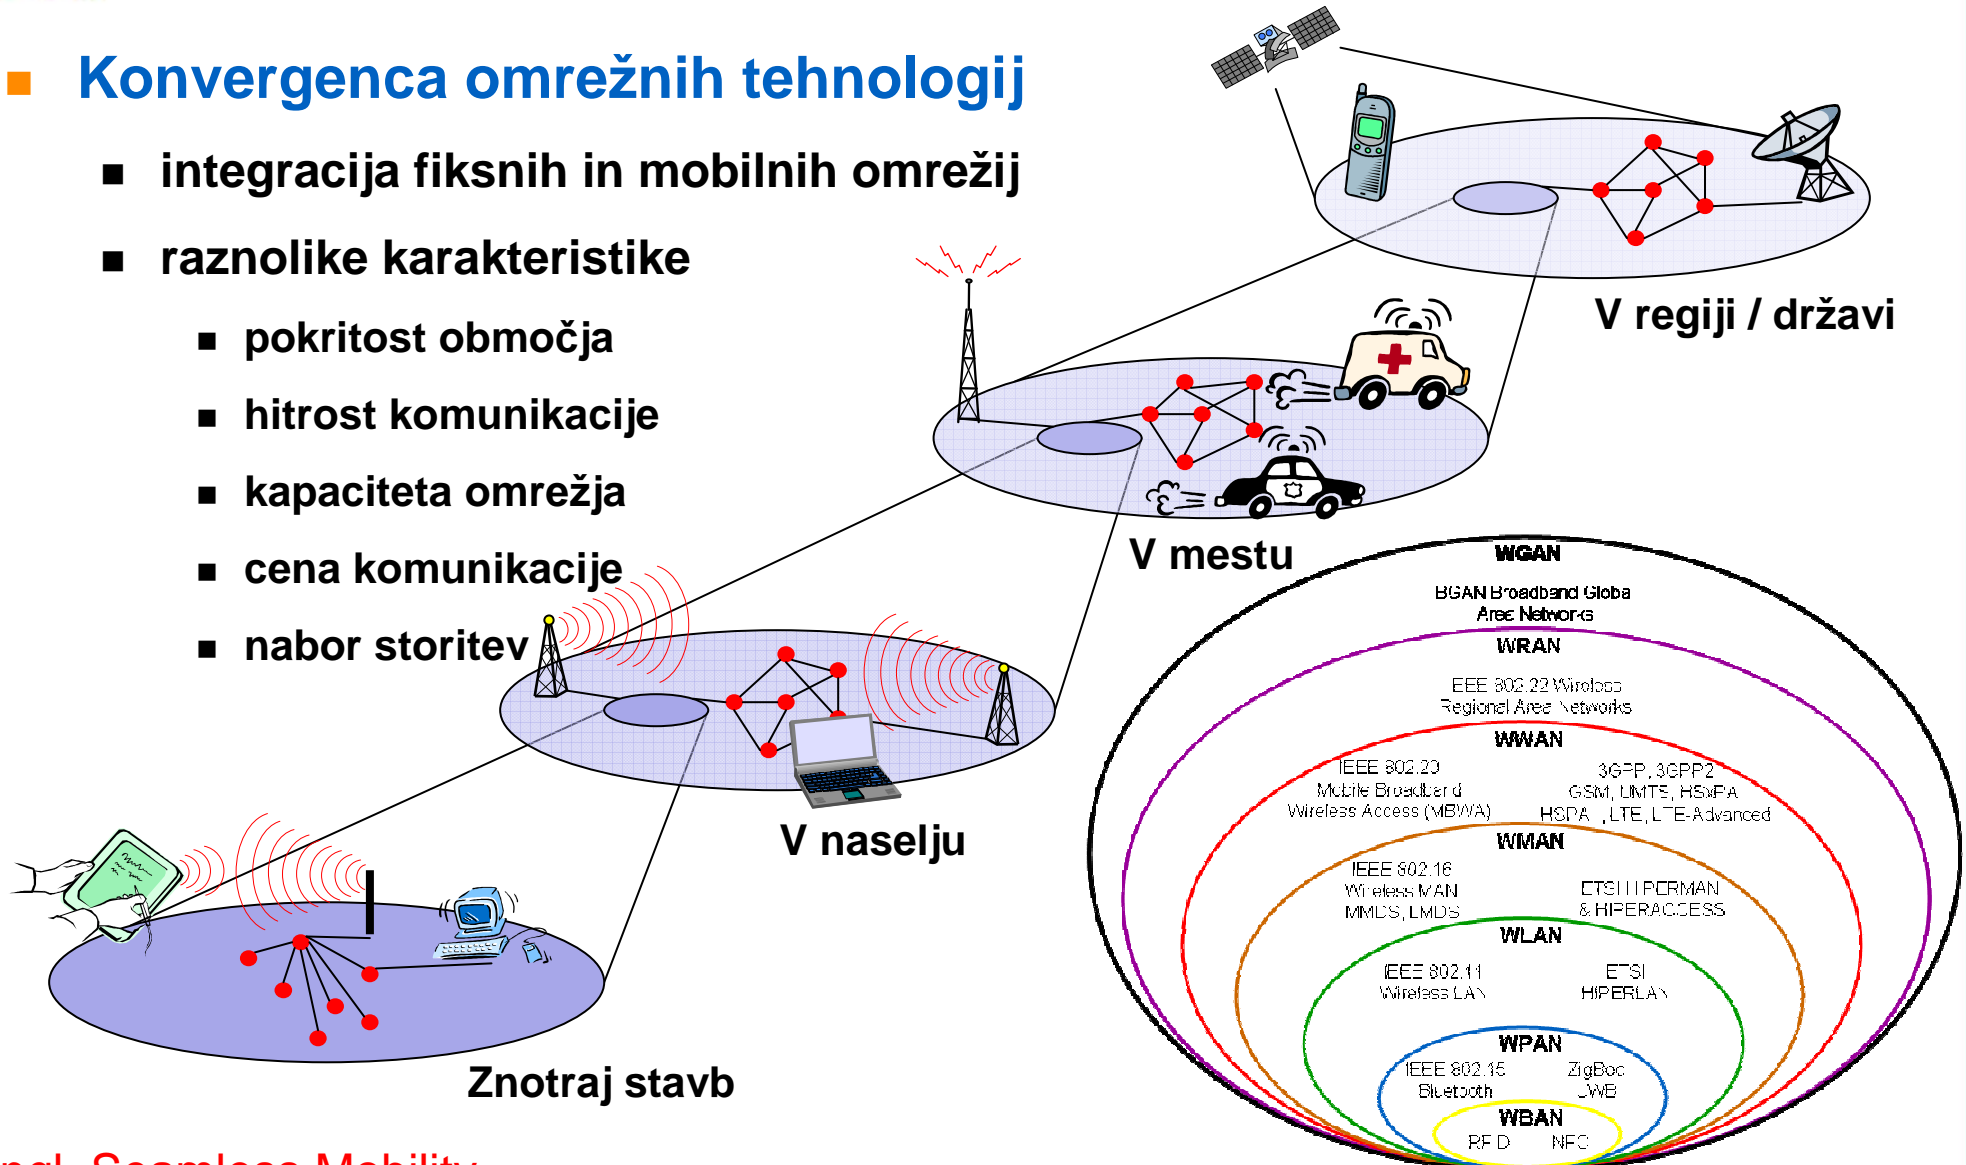 Konvergenca omrežnih tehnologij
integracija fiksnih in mobilnih omrežij
raznolike karakteristike
pokritost območja
hitrost komunikacije
kapaciteta omrežja
cena komunikacije
nabor storitev
V regiji / državi
V mestu
V naselju
Znotraj stavb
WGAN
BGAN Broadband Globa
Area Networks
WRAN
EEE 802.22 Wireless
Regional Area Networks
WWAN
IEEE 802.20
Mobile Broadband
Wireless Access (MBWA)
3GPP, 3GPP2
GSM, UMTS, HSxPA
HSPA , LTE, LTE-Advanced
WMAN
IEEE 802.16
Wireless MAN
MMDS, LMDS
ETSI HIPERMAN
& HIPERACCESS
WLAN
IEEE 802.11
Wireless LAN
ETSI
HIPERLAN
WPAN
IEEE 802.15
Bluetooth
ZigBee
UWB
WBAN
RFID NFC
Seamless Mobility